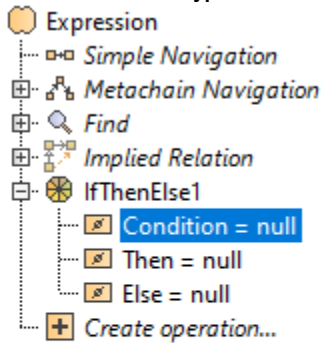 Expression
Simple Navigation
Metachain Navigation
Find
Implied Relation
IfThenElse1
Condition = null
Then = null
Else = null
Create operation...